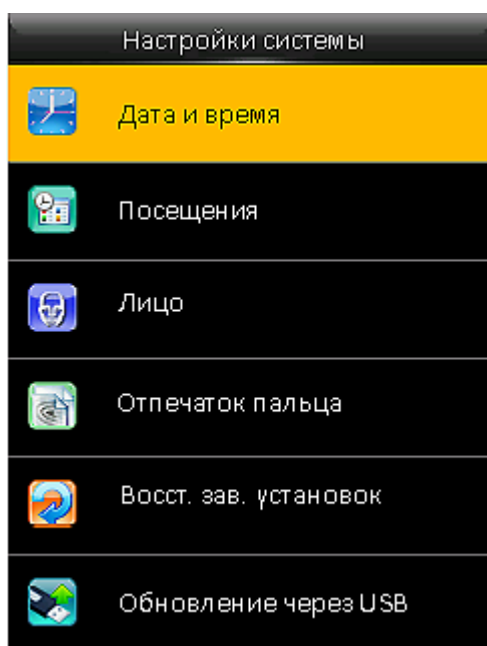 Настройки системы
Дата и время
Посещения
Лицо
Отпечаток пальца
Восст. зав. установок
Обновление через USB